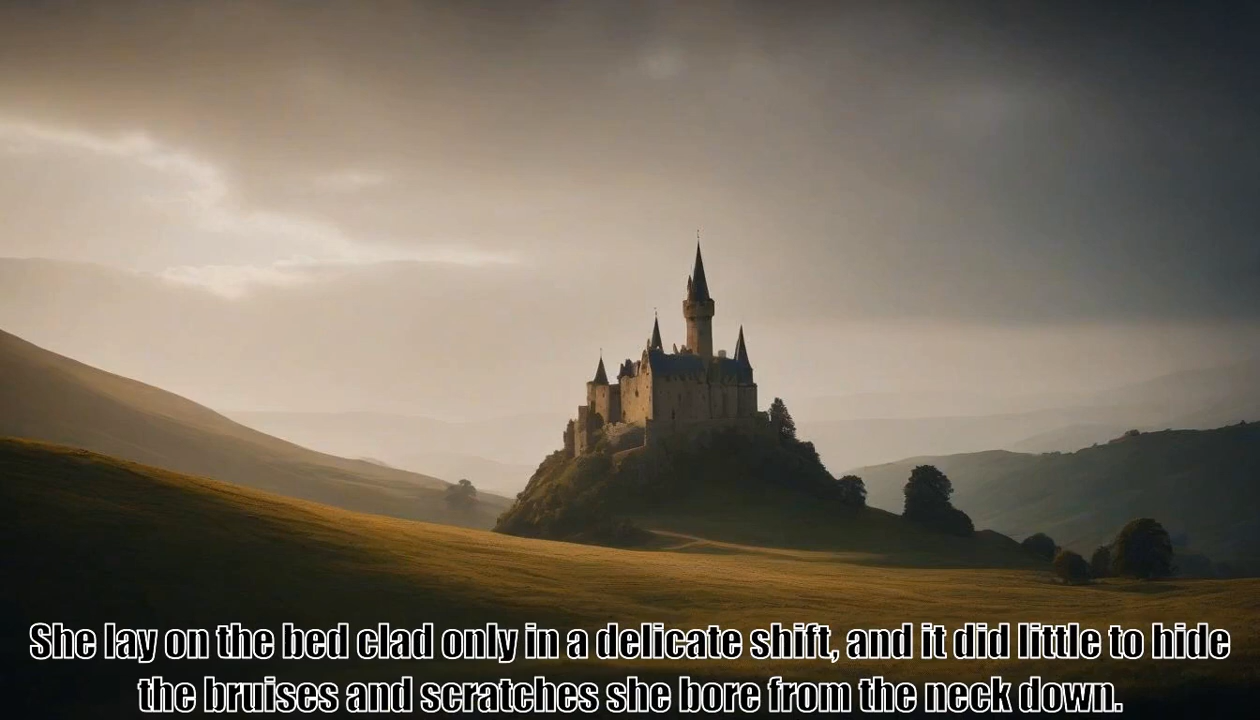 She lay on the bed clad only in a delicate shift, and it did little to hide
the bruises and scratches she bore from the neck down.